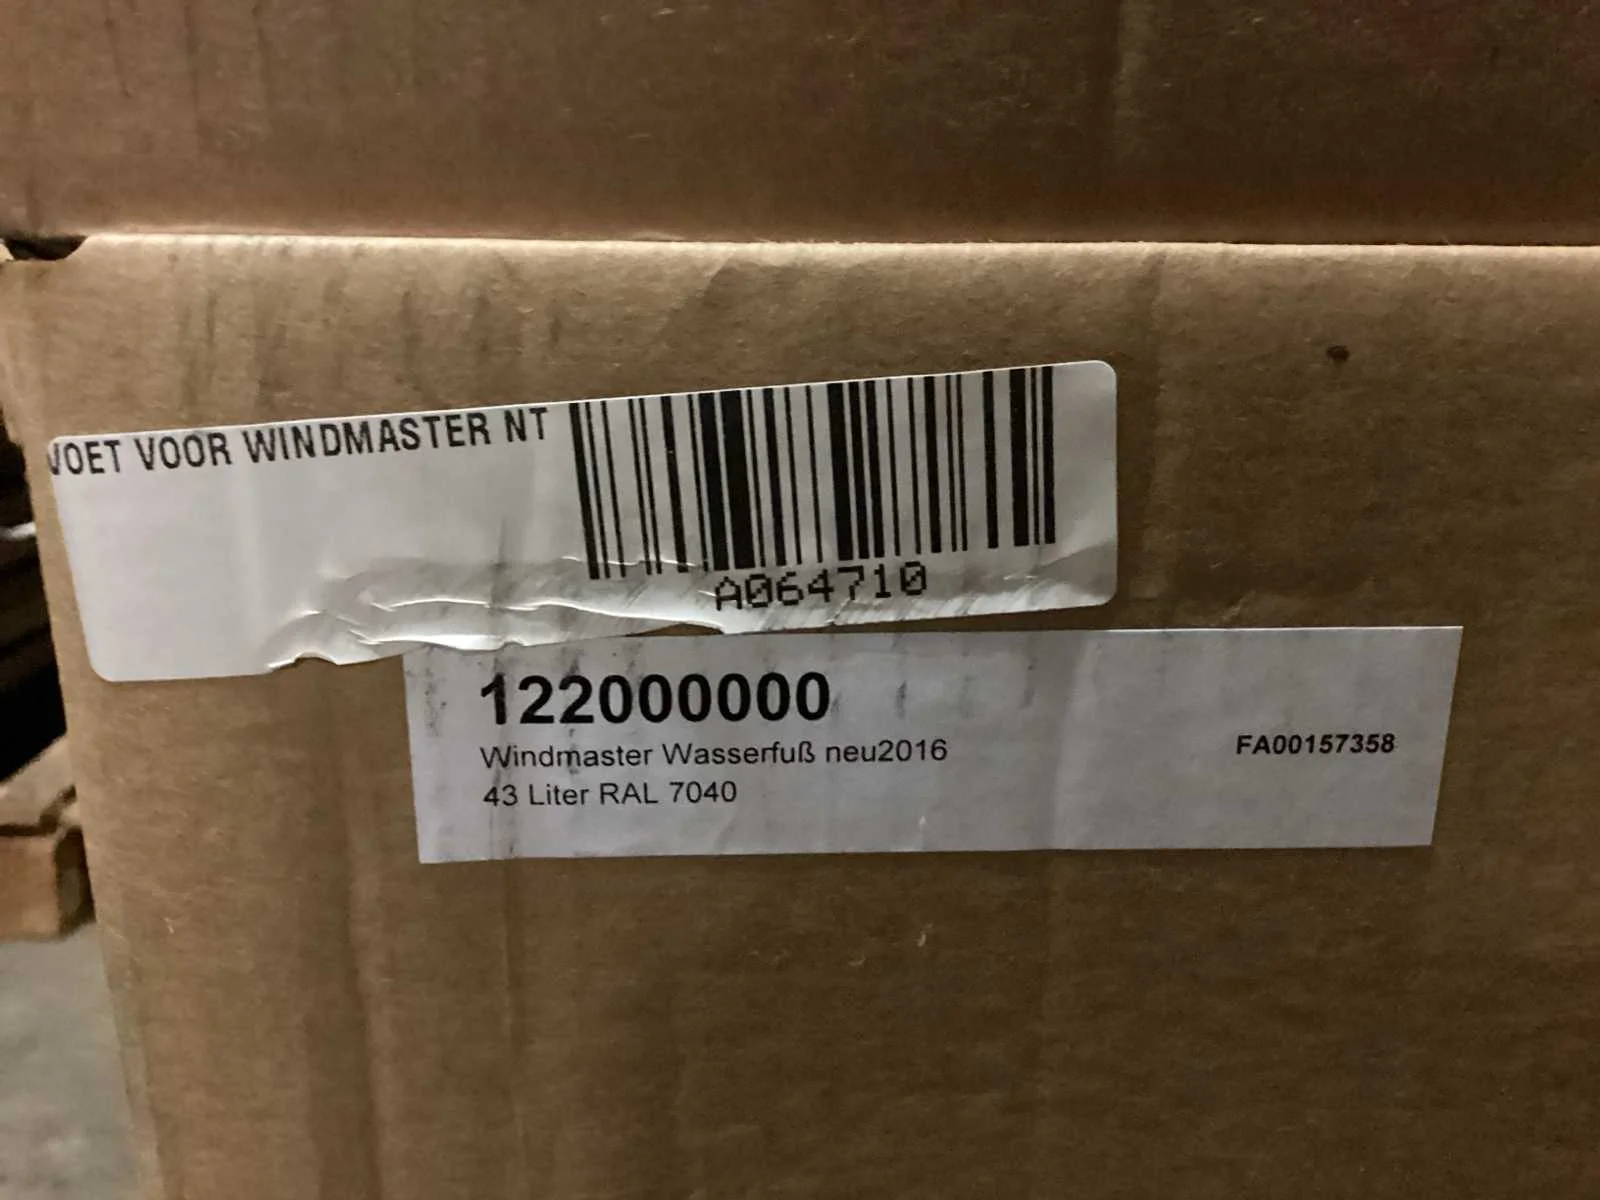 VOET VOOR WINDMASTER NT
A064710
122000000
Windmaster Wasserfuß neu2016
43 Liter RAL 7040
FA00157358